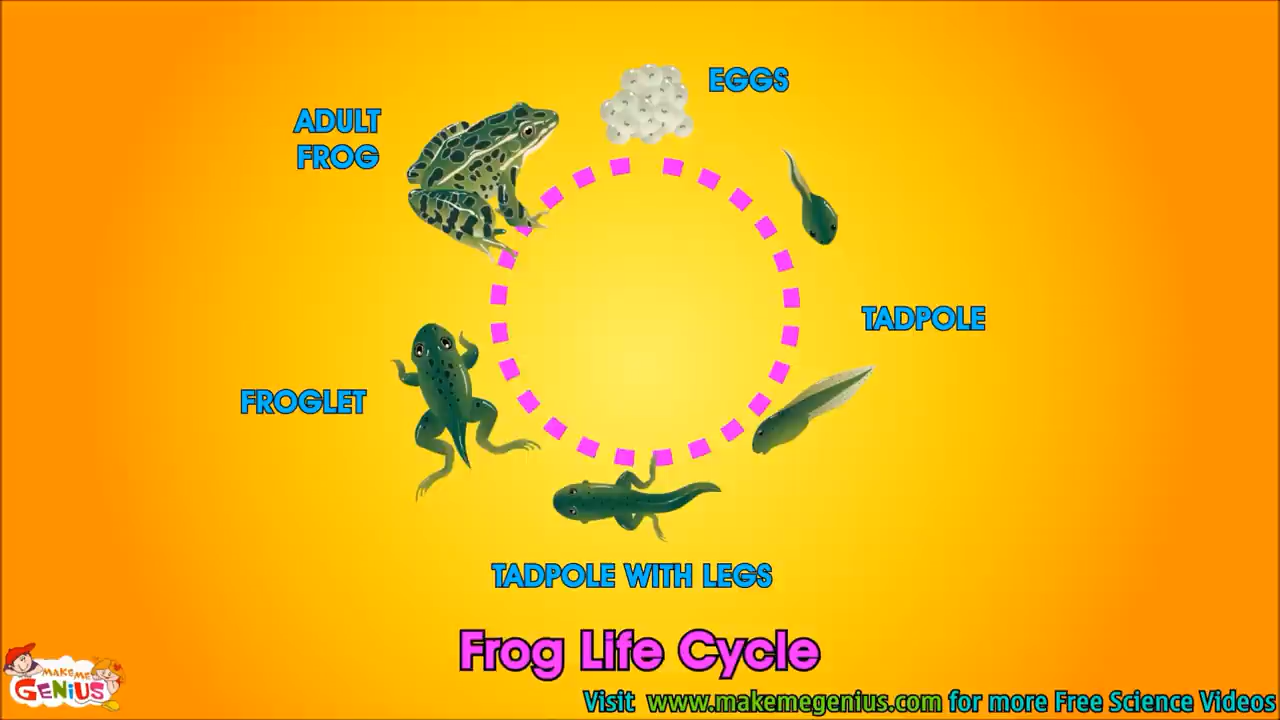 EGGS
ADULT
FROG
TADPOLE
FROGLET
TADPOLE WITH LEGS
Frog Life Cycle
MAKE ME
GENiUS
Visit www.makemegenius.com for more Free Science Videos